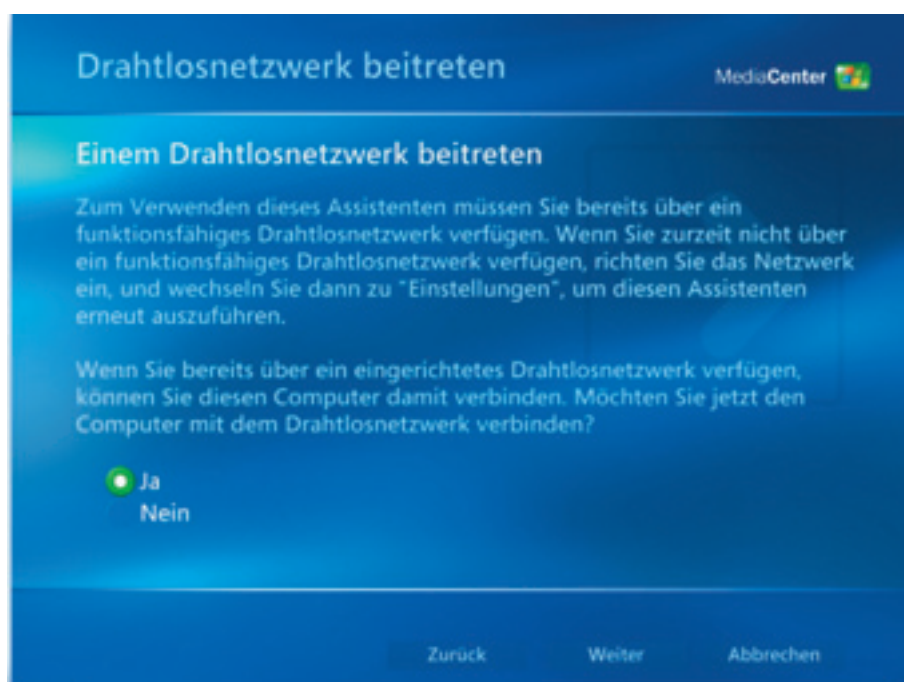 Drahtlosnetzwerk beitreten
MediaCenter
Einem Drahtlosnetzwerk beitreten
Zum Verwenden dieses Assistenten müssen Sie bereits über ein
funktionsfähiges Drahtlosnetzwerk verfügen. Wenn Sie zurzeit nicht über
ein funktionsfähiges Drahtlosnetzwerk verfügen, richten Sie das Netzwerk
ein, und wechseln Sie dann zu "Einstellungen", um diesen Assistenten
erneut auszuführen.
Wenn Sie bereits über ein eingerichtetes Drahtlosnetzwerk verfügen,
können Sie diesen Computer damit verbinden. Möchten Sie jetzt den
Computer mit dem Drahtlosnetzwerk verbinden?
Ja
Nein
Zurück Weiter Abbrechen